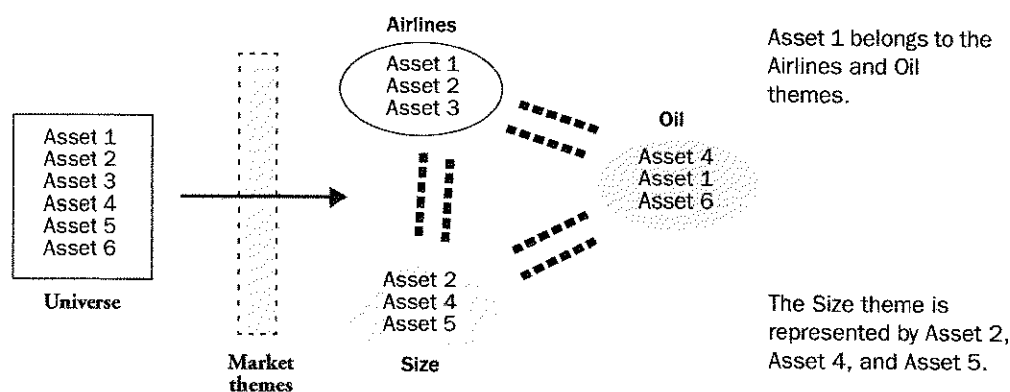 Airlines
Asset 1
Asset 2
Asset 3
Asset 1 belongs to the
Airlines and Oil
themes.
Oil
Asset 4
Asset 1
Asset 6
Asset 1
Asset 2
Asset 3
Asset 4
Asset 5
Asset 6
Universe
Market
themes
Asset 2
Asset 4
Asset 5
Size
The Size theme is
represented by Asset 2,
Asset 4, and Asset 5.